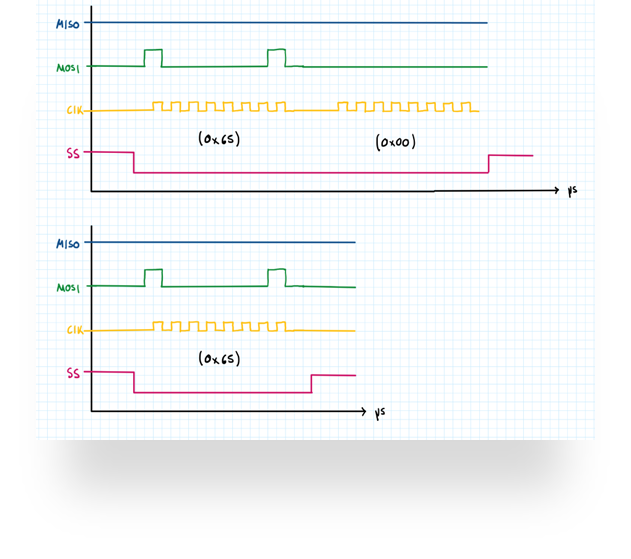 MISO
MOSI
CLK
(0x65)
(0x00)
SS
µs
MISO
MOSI
CLK
(0x65)
SS
µs